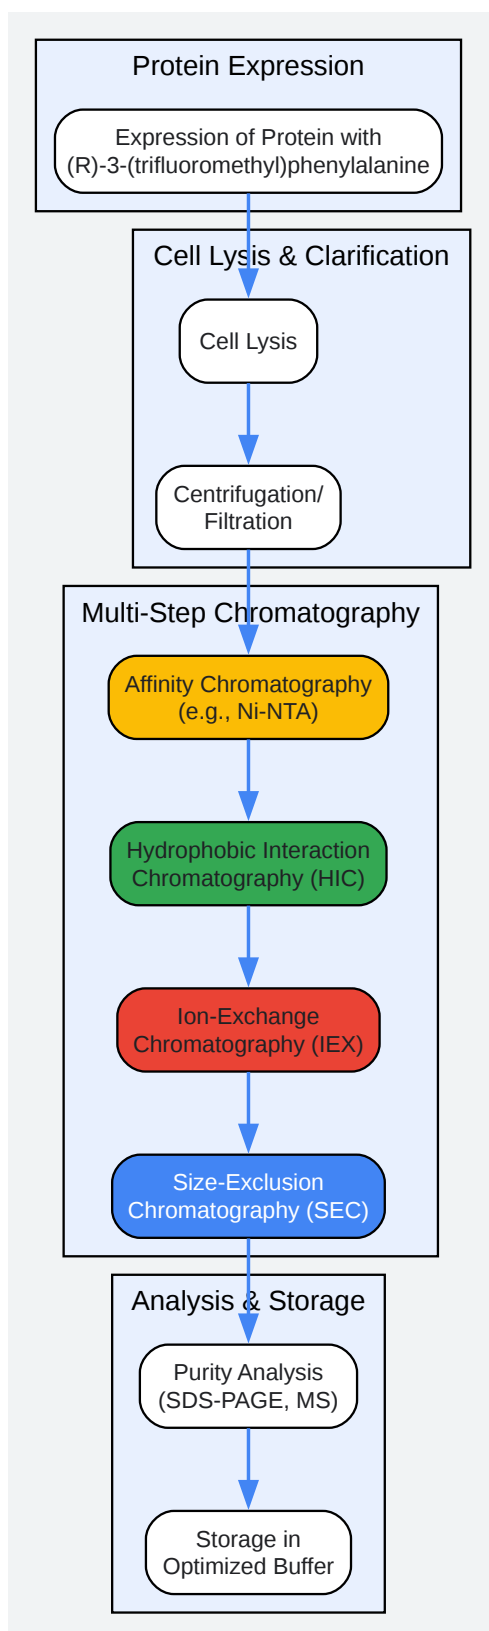 Protein Expression
Expression of Protein with
(R)-3-(trifluoromethyl)phenylalanine
Cell Lysis & Clarification
Cell Lysis
Centrifugation/
Filtration
Multi-Step Chromatography
Affinity Chromatography
(e.g., Ni-NTA)
Hydrophobic Interaction
Chromatography (HIC)
Ion-Exchange
Chromatography (IEX)
Size-Exclusion
Chromatography (SEC)
Analysis & Storage
Purity Analysis
(SDS-PAGE, MS)
Storage in
Optimized Buffer